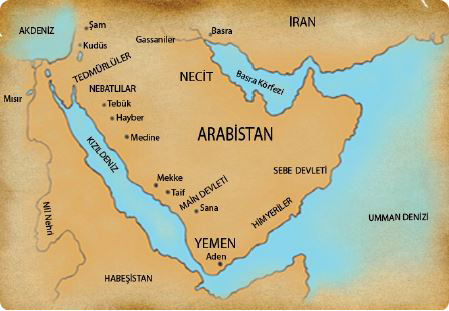 İRAN
AKDENİZ
Şam
Basra
Gassaniler
Kudüs
TEDMÜRLÜLER
NECİT
Basra Körfezi
NEBATLILAR
Mısır
Tebük
Hayber
Medine
ARABİSTAN
KIZILDENİZ
SEBE DEVLETİ
Mekke
Taif
MAİN DEVLETİ
Sana
HİMYERİLER
UMMAN DENİZİ
Nil Nehri
YEMEN
Aden
HABEŞİSTAN